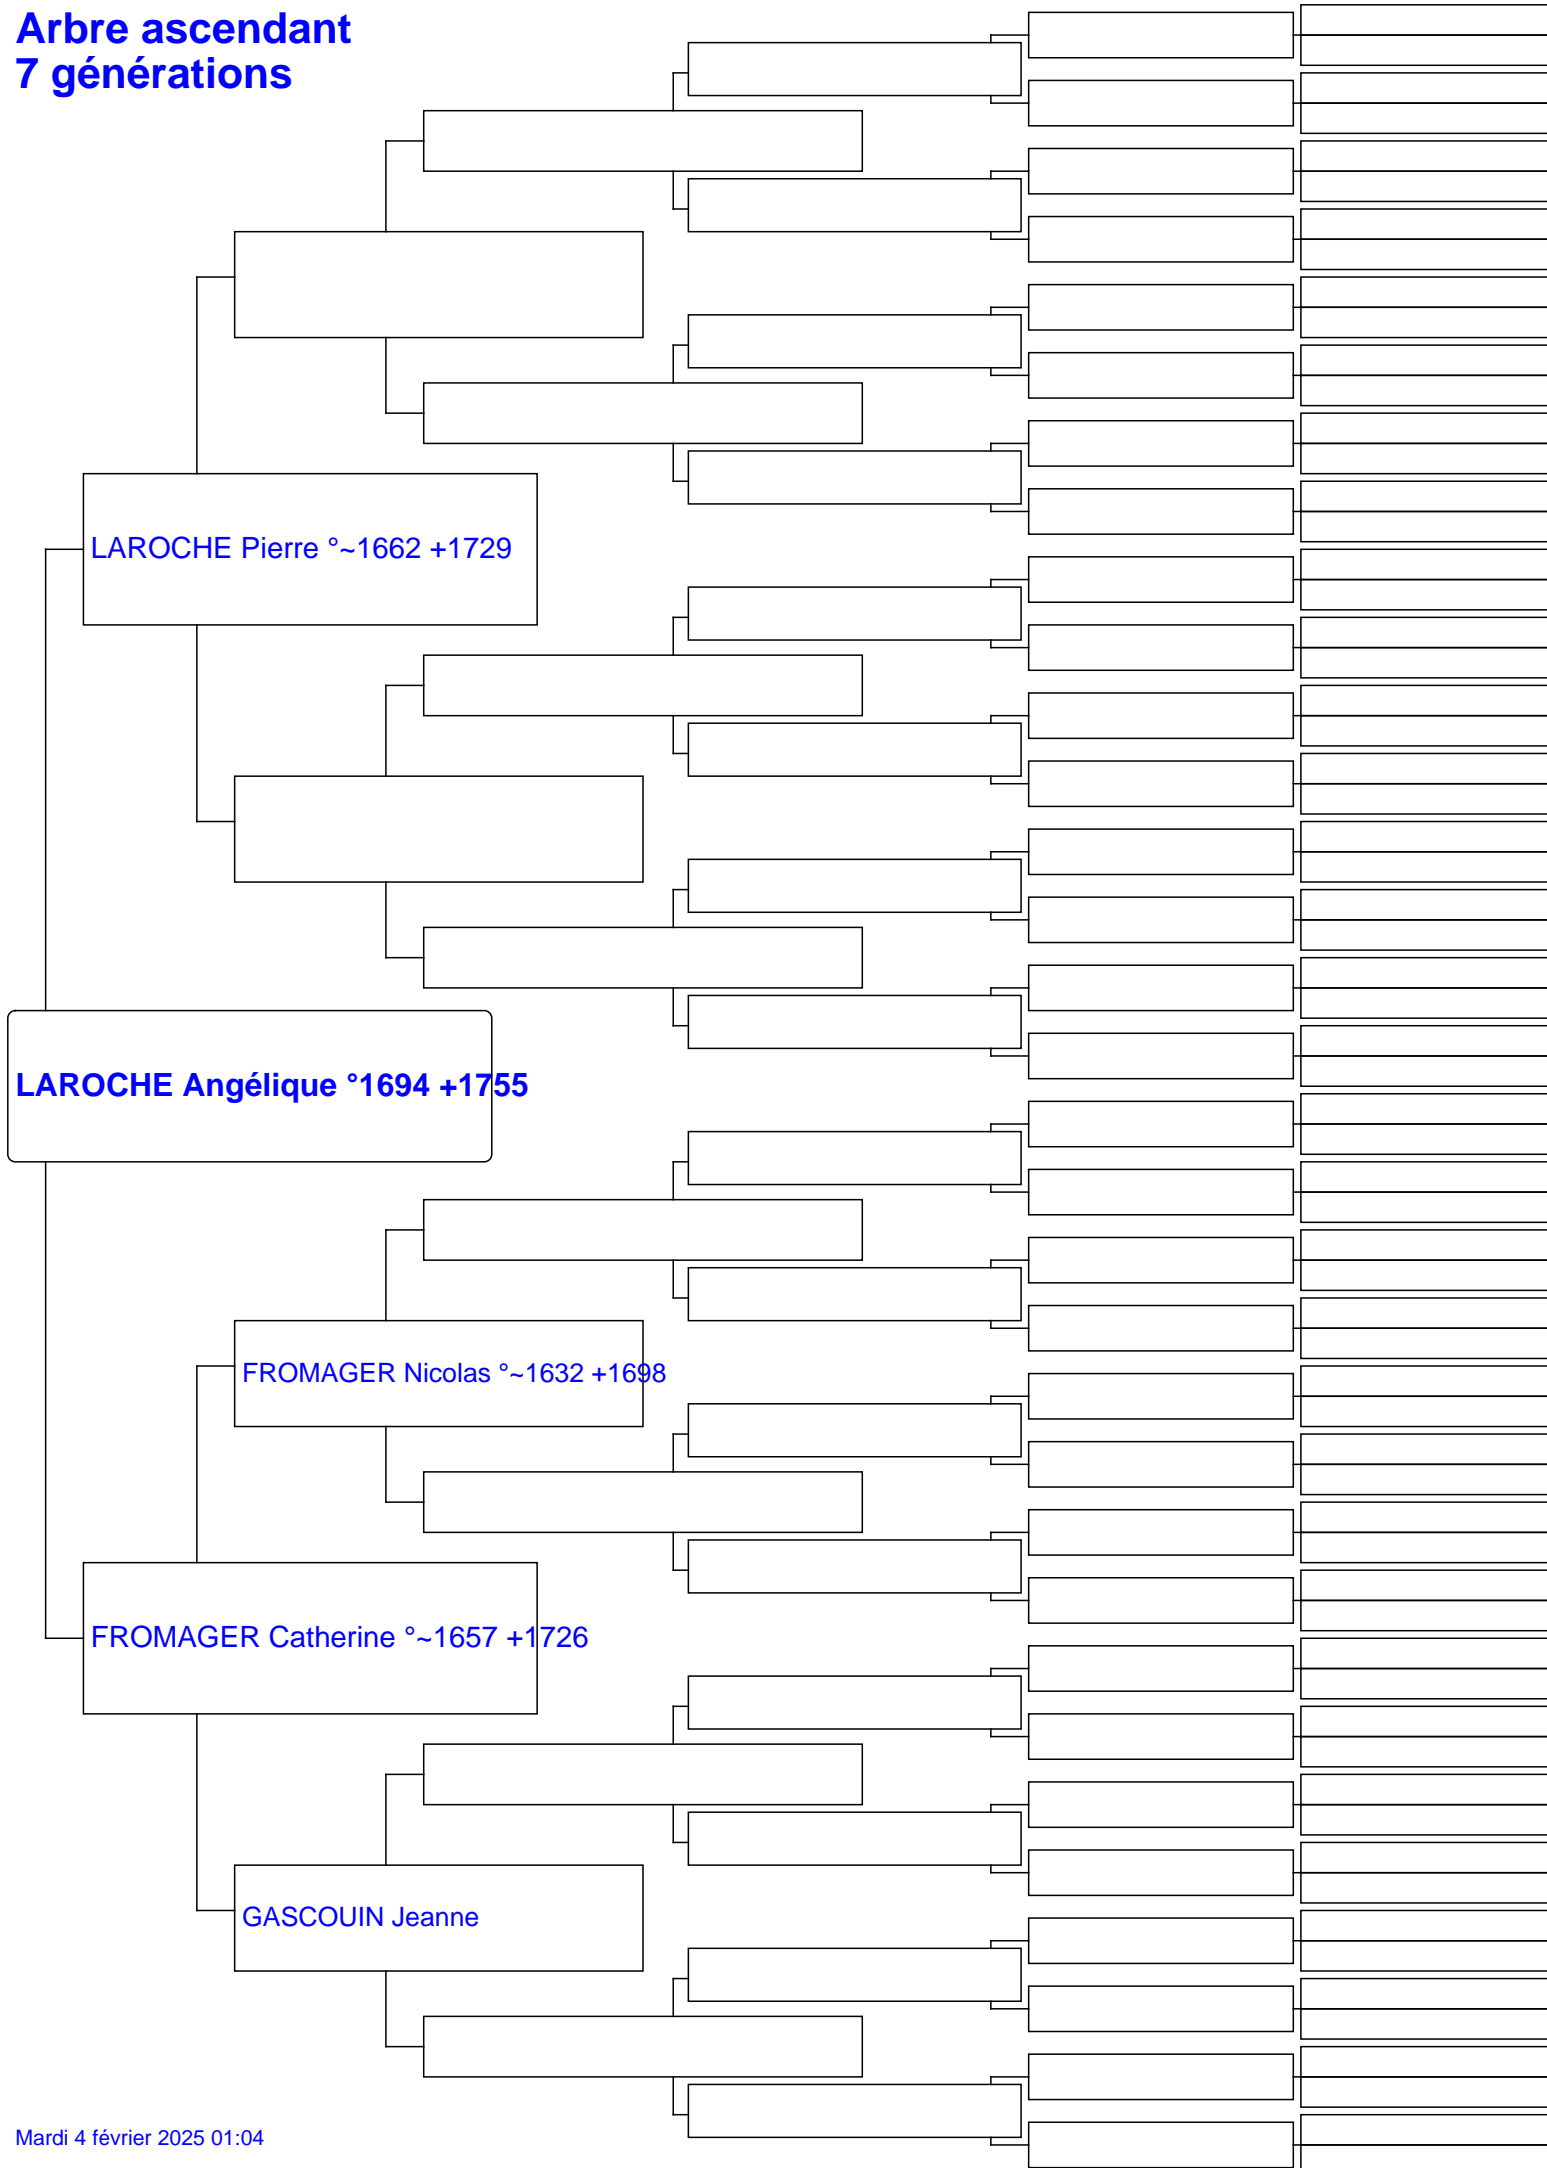 Arbre ascendant
7 générations
LAROCHE Pierre °~1662 +1729
LAROCHE Angélique °1694 +1755
FROMAGER Nicolas °~1632 +1698
FROMAGER Catherine °~1657 +1726
GASCOUIN Jeanne
Mardi 4 février 2025 01:04